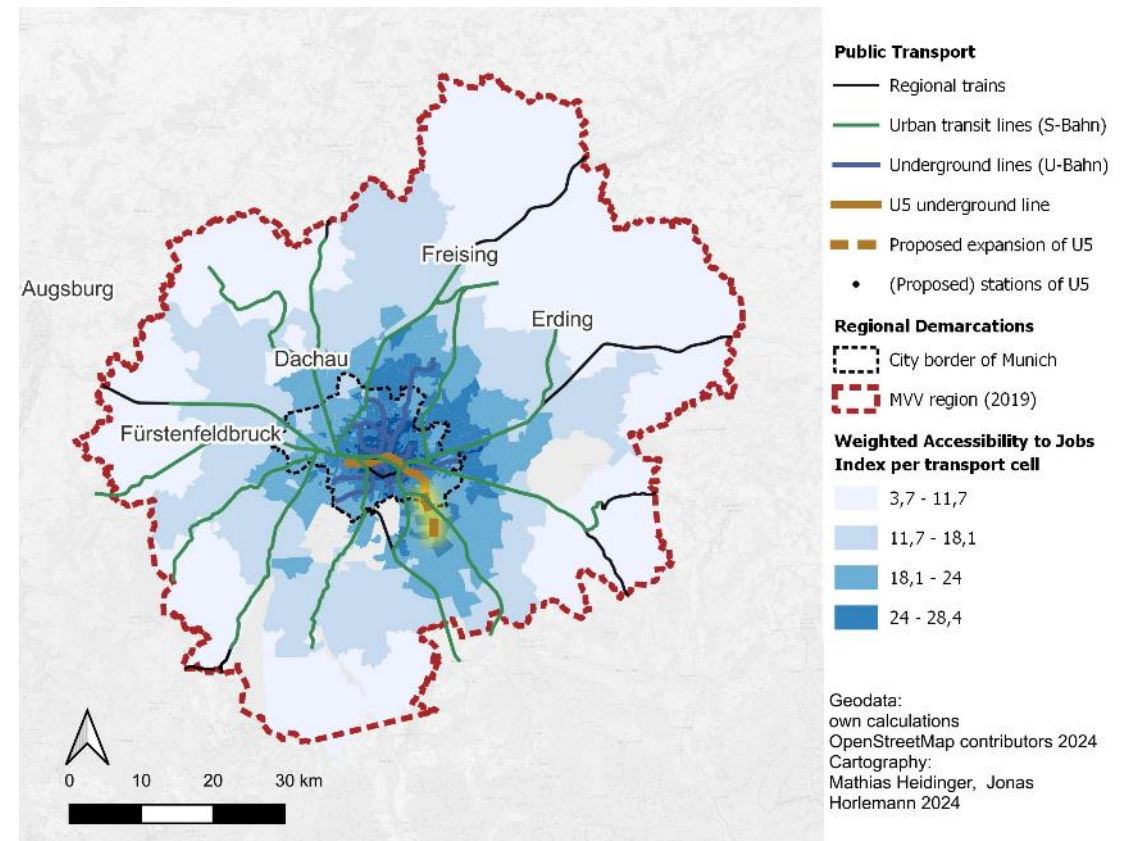 Freising
Augsburg
Erding
Dachau
Fürstenfeldbruck
0 10 20 30 km
Public Transport
Regional trains
Urban transit lines (S-Bahn)
Underground lines (U-Bahn)
U5 underground line
Proposed expansion of U5
(Proposed) stations of U5
Regional Demarcations
City border of Munich
MVV region (2019)
Weighted Accessibility to Jobs
Index per transport cell
3,7 - 11,7
11,7 - 18,1
18,1 - 24
24 - 28,4
Geodata:
own calculations
OpenStreetMap contributors 2024
Cartography:
Mathias Heidinger, Jonas
Horlemann 2024